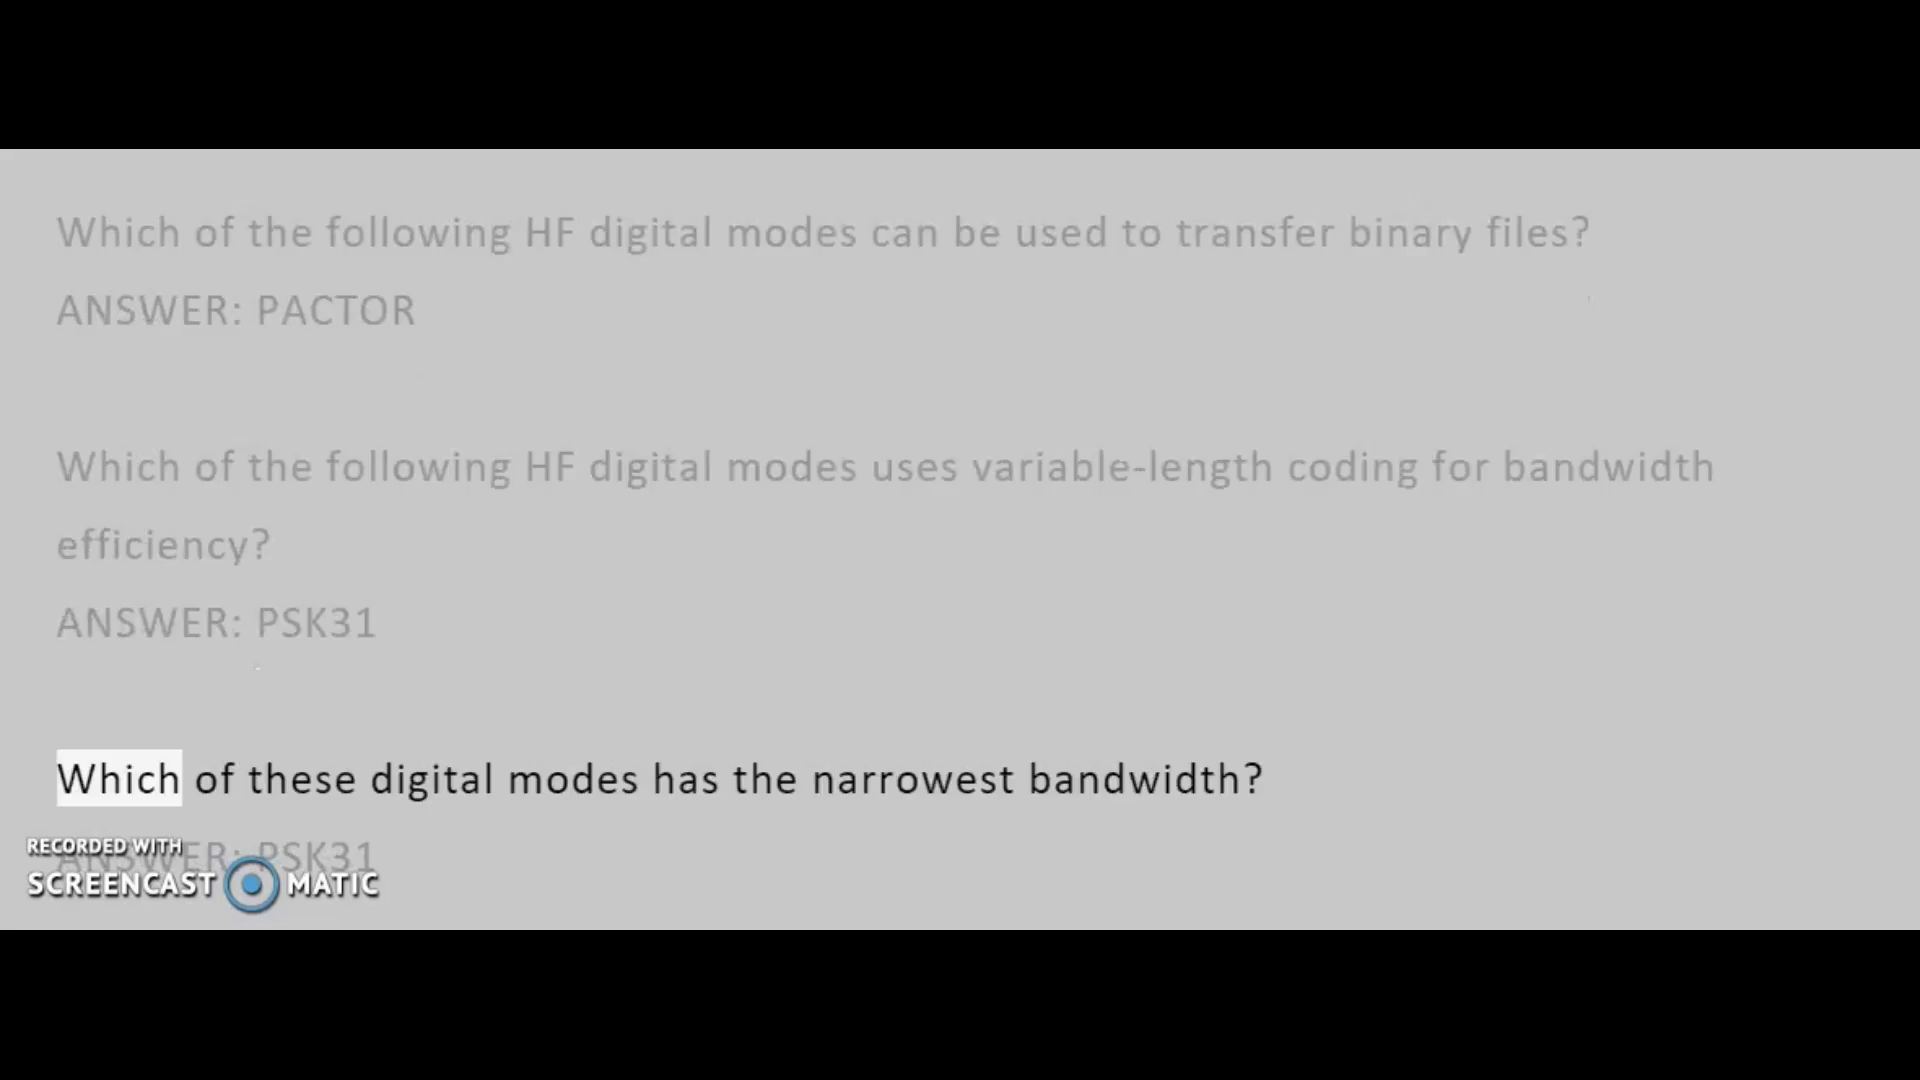 Which of the following HF digital modes can be used to transfer binary files?
ANSWER: PACTOR
Which of the following HF digital modes uses variable-length coding for bandwidth
efficiency?
ANSWER: PSK31
Which of these digital modes has the narrowest bandwidth?
ANSWER: PSK31
RECORDED WITH
SCREENCAST MATIC